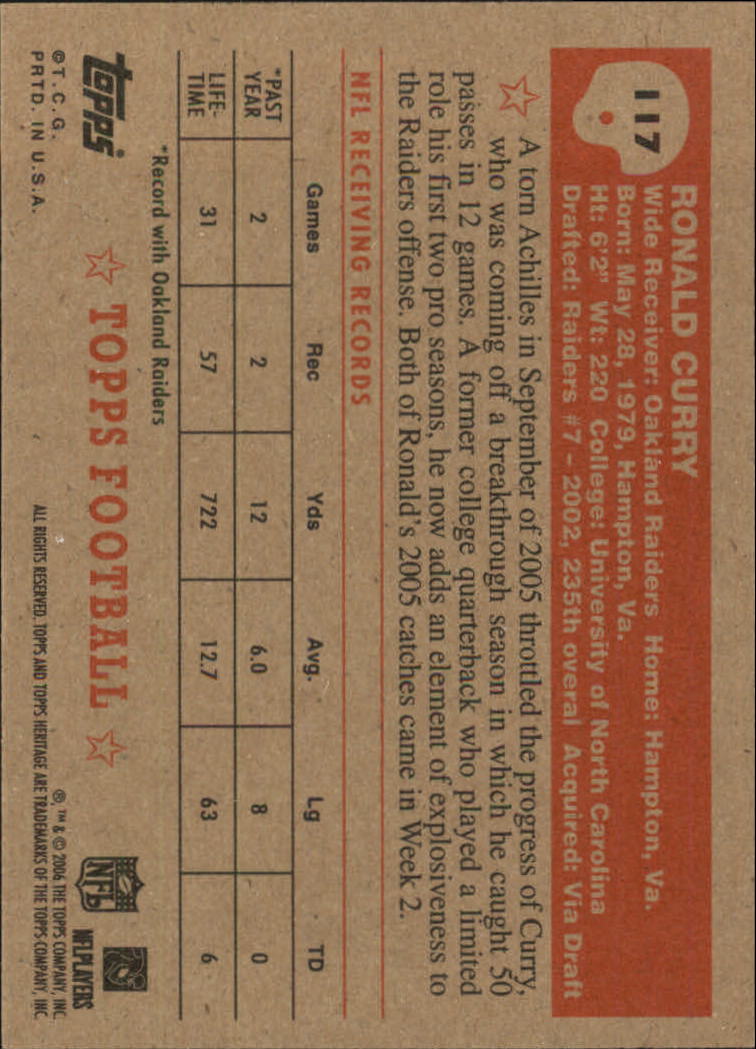 117
RONALD CURRY
Wide Receiver: Oakland Raiders Home: Hampton, Va.
Born: May 28, 1979, Hampton, Va.
Ht: 6'2" Wt: 220 College: University of North Carolina
Drafted: Raiders #7 – 2002, 235th overal Acquired: Via Draft
A torn Achilles in September of 2005 throttled the progress of Curry,
who was coming off a breakthrough season in which he caught 50
passes in 12 games. A former college quarterback who played a limited
role his first two pro seasons, he now adds an element of explosiveness to
the Raiders offense. Both of Ronald's 2005 catches came in Week 2.
NFL RECEIVING RECORDS
Games Rec Yds Avg. Lg TD
*PAST YEAR 2 2 12 6.0 8 0
LIFE-TIME 31 57 722 12.7 63 6
*Record with Oakland Raiders
topps®
©T.C.G.
PRTD. IN U.S.A.
TOPPS FOOTBALL
NFL
NFLPLAYERS
®, ™ & © 2006 THE TOPPS COMPANY, INC.
ALL RIGHTS RESERVED. TOPPS AND TOPPS HERITAGE ARE TRADEMARKS OF THE TOPPS COMPANY, INC.